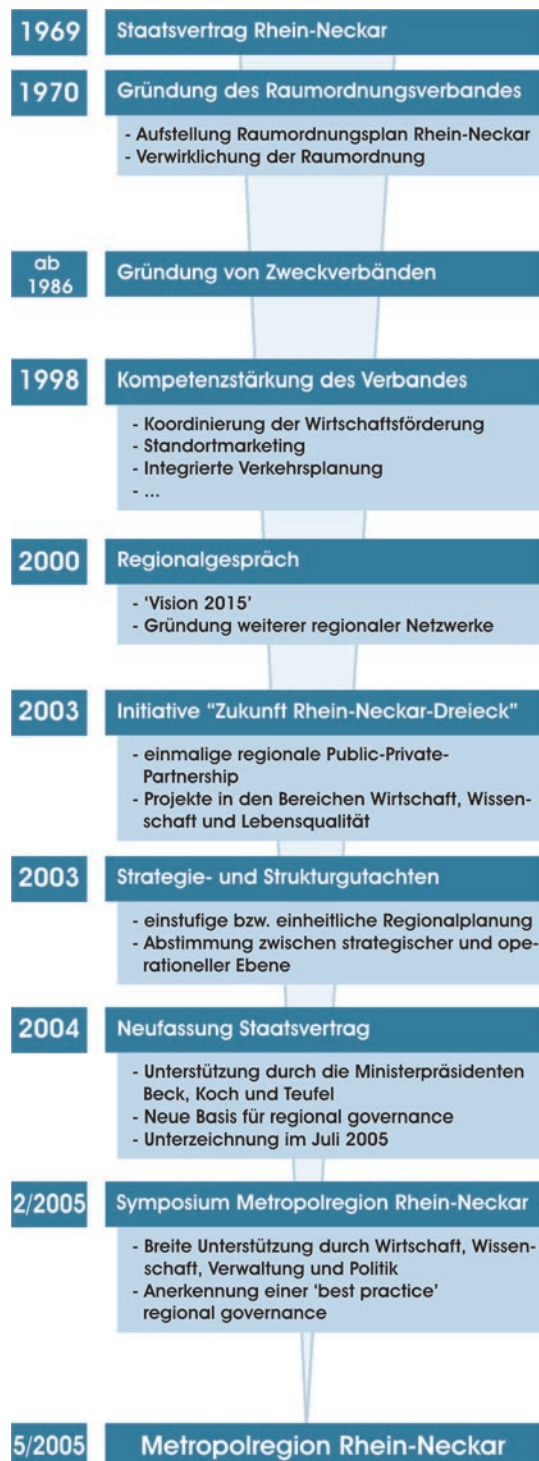 1969 Staatsvertrag Rhein-Neckar
1970 Gründung des Raumordnungsverbandes
- Aufstellung Raumordnungsplan Rhein-Neckar
- Verwirklichung der Raumordnung
ab
1986
Gründung von Zweckverbänden
1998 Kompetenzstärkung des Verbandes
- Koordinierung der Wirtschaftsförderung
- Standortmarketing
- Integrierte Verkehrsplanung
- ...
2000 Regionalgespräch
- ‘Vision 2015’
- Gründung weiterer regionaler Netzwerke
2003 Initiative “Zukunft Rhein-Neckar-Dreieck”
- einmalige regionale Public-Private-
Partnership
- Projekte in den Bereichen Wirtschaft, Wissen-
schaft und Lebensqualität
2003 Strategie- und Strukturgutachten
- einstufige bzw. einheitliche Regionalplanung
- Abstimmung zwischen strategischer und ope-
rationeller Ebene
2004 Neufassung Staatsvertrag
- Unterstützung durch die Ministerpräsidenten
Beck, Koch und Teufel
- Neue Basis für regional governance
- Unterzeichnung im Juli 2005
2/2005 Symposium Metropolregion Rhein-Neckar
- Breite Unterstützung durch Wirtschaft, Wissen-
schaft, Verwaltung und Politik
- Anerkennung einer ‘best practice’
regional governance
5/2005 Metropolregion Rhein-Neckar